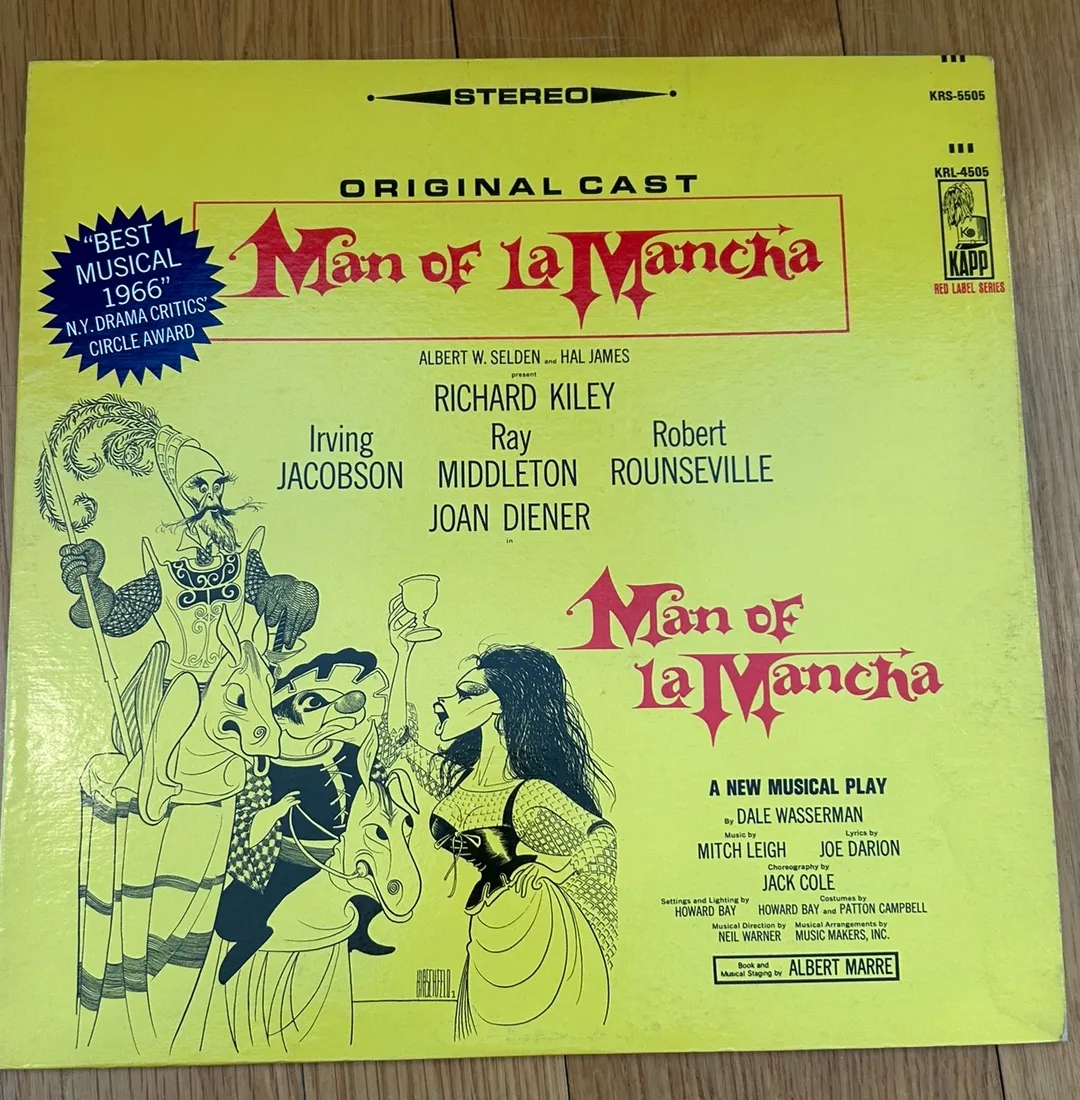 STEREO
KRS-5505
KRL-4505
K
KAPP
RED LABEL SERIES
ORIGINAL CAST
Man of la Mancha
"BEST
MUSICAL
1966"
N.Y. DRAMA CRITICS'
CIRCLE AWARD
ALBERT W. SELDEN and HAL JAMES
present
RICHARD KILEY
Irving JACOBSON
Ray MIDDLETON
Robert ROUNSEVILLE
JOAN DIENER
in
Man of
la Mancha
A NEW MUSICAL PLAY
By DALE WASSERMAN
Music by
MITCH LEIGH
Lyrics by
JOE DARION
Choreography by
JACK COLE
Settings and Lighting by
HOWARD BAY
Costumes by
HOWARD BAY and PATTON CAMPBELL
Musical Direction by
NEIL WARNER
Musical Arrangements by
MUSIC MAKERS, INC.
Book and
Musical Staging by ALBERT MARRE
HIRSCHFELD 2